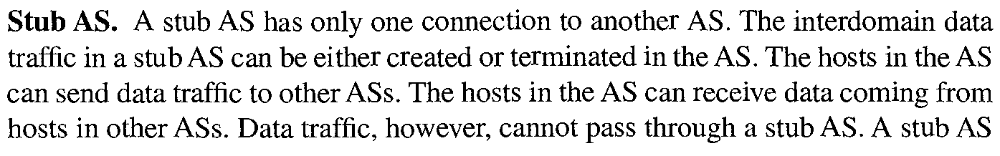 Stub AS. A stub AS has only one connection to another AS. The interdomain data
traffic in a stub AS can be either created or terminated in the AS. The hosts in the AS
can send data traffic to other ASs. The hosts in the AS can receive data coming from
hosts in other ASs. Data traffic, however, cannot pass through a stub AS. A stub AS